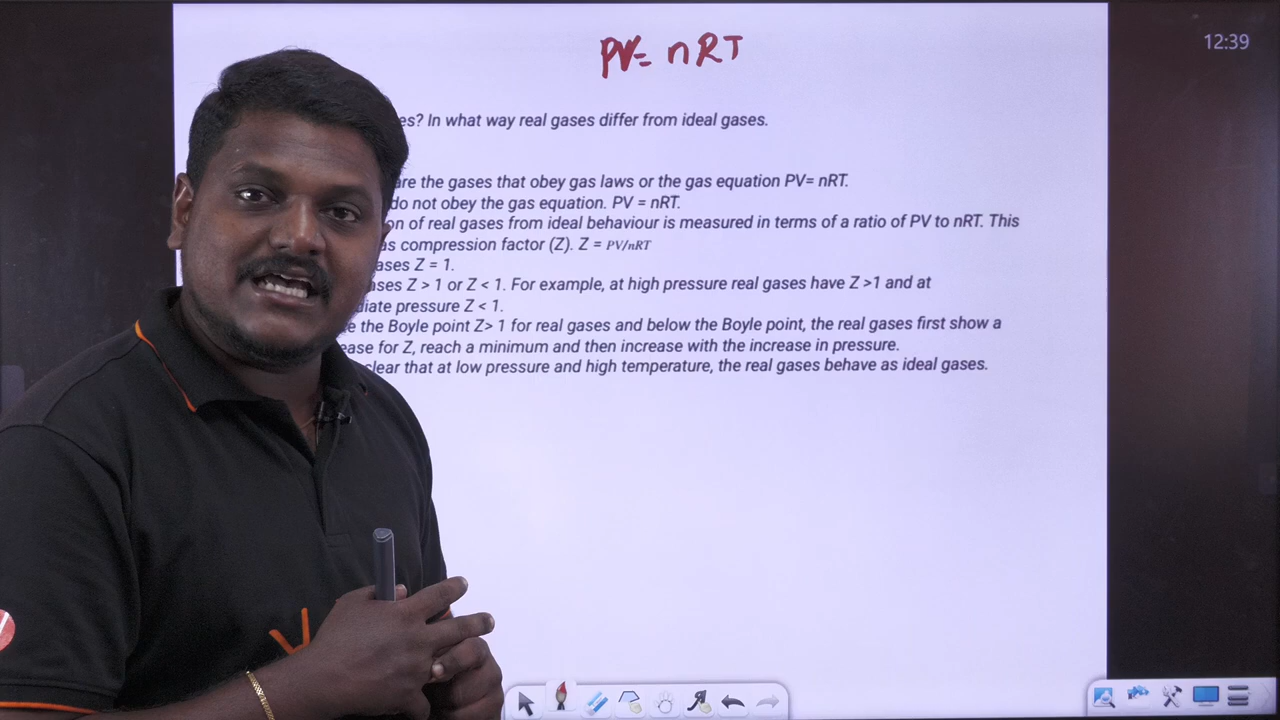 PV= nRT
12:39
es? In what way real gases differ from ideal gases.
are the gases that obey gas laws or the gas equation PV= nRT.
do not obey the gas equation. PV = nRT.
on of real gases from ideal behaviour is measured in terms of a ratio of PV to nRT. This
as compression factor (Z). Z = PV/nRT
ases Z = 1.
ases Z > 1 or Z < 1. For example, at high pressure real gases have Z >1 and at
diate pressure Z < 1.
the Boyle point Z> 1 for real gases and below the Boyle point, the real gases first show a
ease for Z, reach a minimum and then increase with the increase in pressure.
clear that at low pressure and high temperature, the real gases behave as ideal gases.